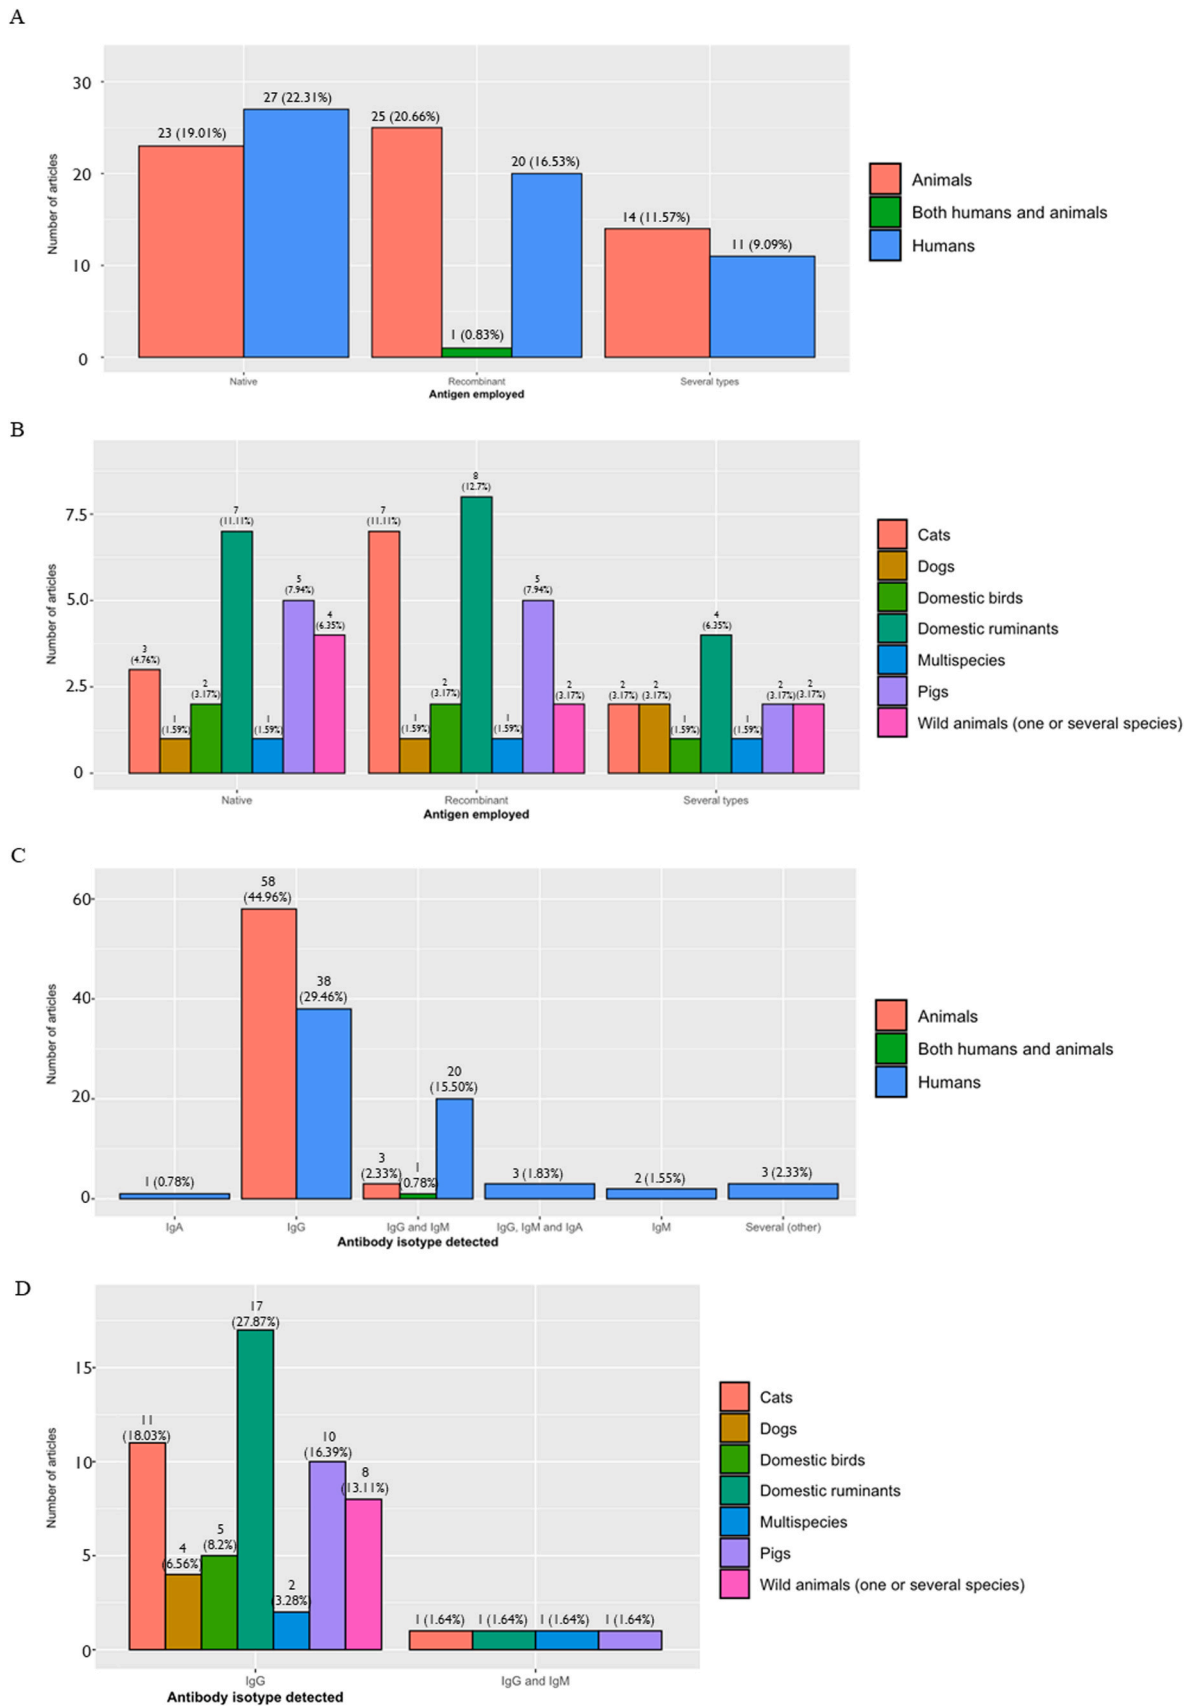 A
Number of articles
30
20
10
0
23 (19.01%)
27 (22.31%)
25 (20.66%)
1 (0.83%)
20 (16.53%)
14 (11.57%)
11 (9.09%)
Native
Recombinant
Several types
Antigen employed
Animals
Both humans and animals
Humans
B
Number of articles
7.5
5.0
2.5
0
3
(4.76%)
1
(1.59%)
2
(3.17%)
7
(11.11%)
1
(1.59%)
5
(7.94%)
4
(6.35%)
7
(11.11%)
1
(1.59%)
2
(3.17%)
8
(12.7%)
1
(1.59%)
5
(7.94%)
2
(3.17%)
2
(3.17%)
2
(3.17%)
1
(1.59%)
4
(6.35%)
1
(1.59%)
2
(3.17%)
2
(3.17%)
Native
Recombinant
Several types
Antigen employed
Cats
Dogs
Domestic birds
Domestic ruminants
Multispecies
Pigs
Wild animals (one or several species)
C
Number of articles
60
40
20
0
1 (0.78%)
58
(44.96%)
38
(29.46%)
3
(2.33%)
1
(0.78%)
20
(15.50%)
3 (1.83%)
2 (1.55%)
3 (2.33%)
IgA
IgG
IgG and IgM
IgG, IgM and IgA
IgM
Several (other)
Antibody isotype detected
Animals
Both humans and animals
Humans
D
Number of articles
15
10
5
0
11
(18.03%)
4
(6.56%)
5
(8.2%)
17
(27.87%)
2
(3.28%)
10
(16.39%)
8
(13.11%)
1 (1.64%)
1 (1.64%)
1 (1.64%)
1 (1.64%)
IgG
IgG and IgM
Antibody isotype detected
Cats
Dogs
Domestic birds
Domestic ruminants
Multispecies
Pigs
Wild animals (one or several species)